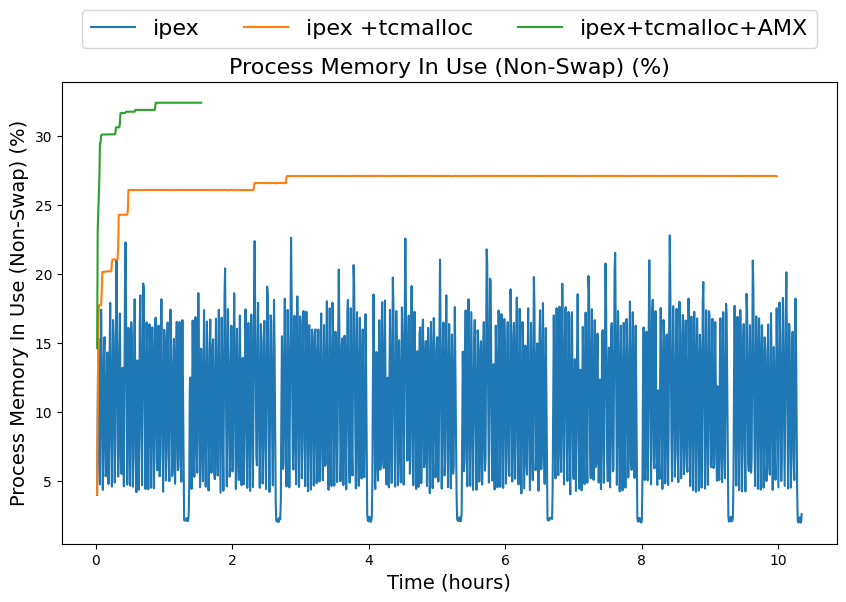 ipex ipex +tcmalloc ipex+tcmalloc+AMX
Process Memory In Use (Non-Swap) (%)
Process Memory In Use (Non-Swap) (%)
30
25
20
15
10
5
0 2 4 6 8 10
Time (hours)